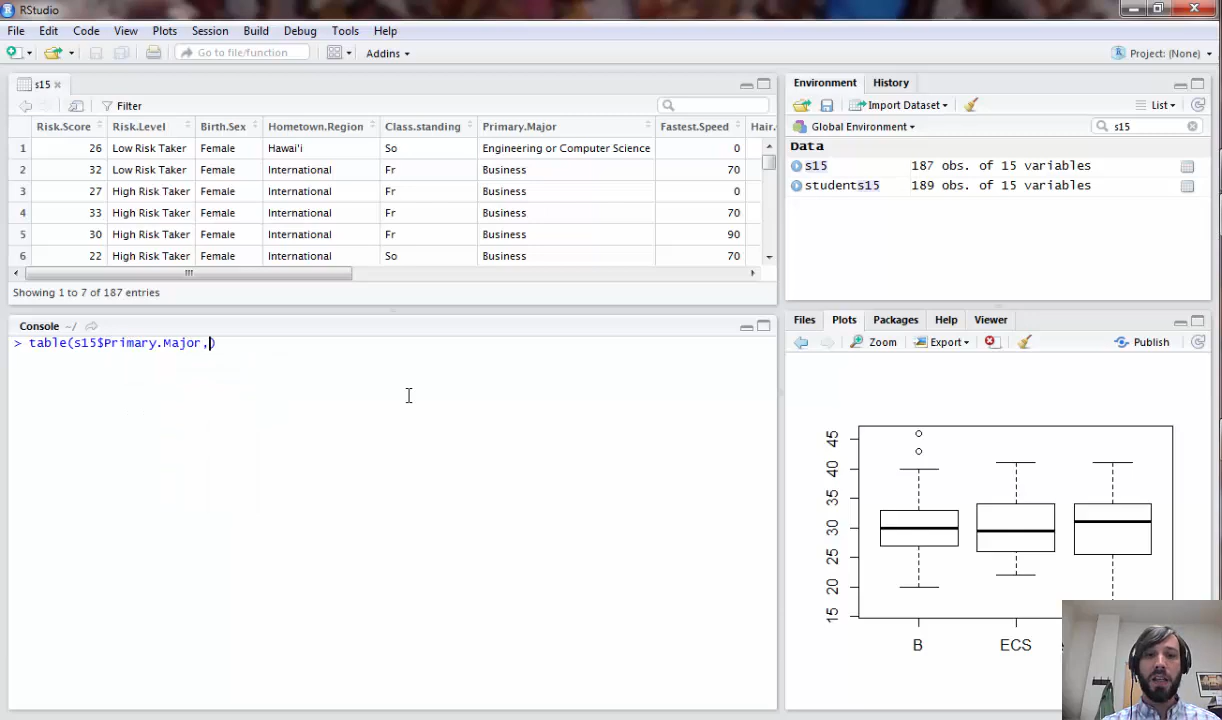 RStudio
File Edit Code View Plots Session Build Debug Tools Help
Go to file/function Addins Project: (None)
s15
Filter
Risk.Score Risk.Level Birth.Sex Hometown.Region Class.standing Primary.Major Fastest.Speed Hair.
1 26 Low Risk Taker Female Hawai'i So Engineering or Computer Science 0
2 32 Low Risk Taker Female International Fr Business 70
3 27 High Risk Taker Female International Fr Business 0
4 33 High Risk Taker Female International Fr Business 70
5 30 High Risk Taker Female International Fr Business 90
6 22 High Risk Taker Female International So Business 70
Showing 1 to 7 of 187 entries
Console ~/
> table(s15$Primary.Major,)
Environment History
Import Dataset List
Global Environment s15
Data
s15 187 obs. of 15 variables
students15 189 obs. of 15 variables
Files Plots Packages Help Viewer
Zoom Export Publish
45
40
35
30
25
20
15
B ECS